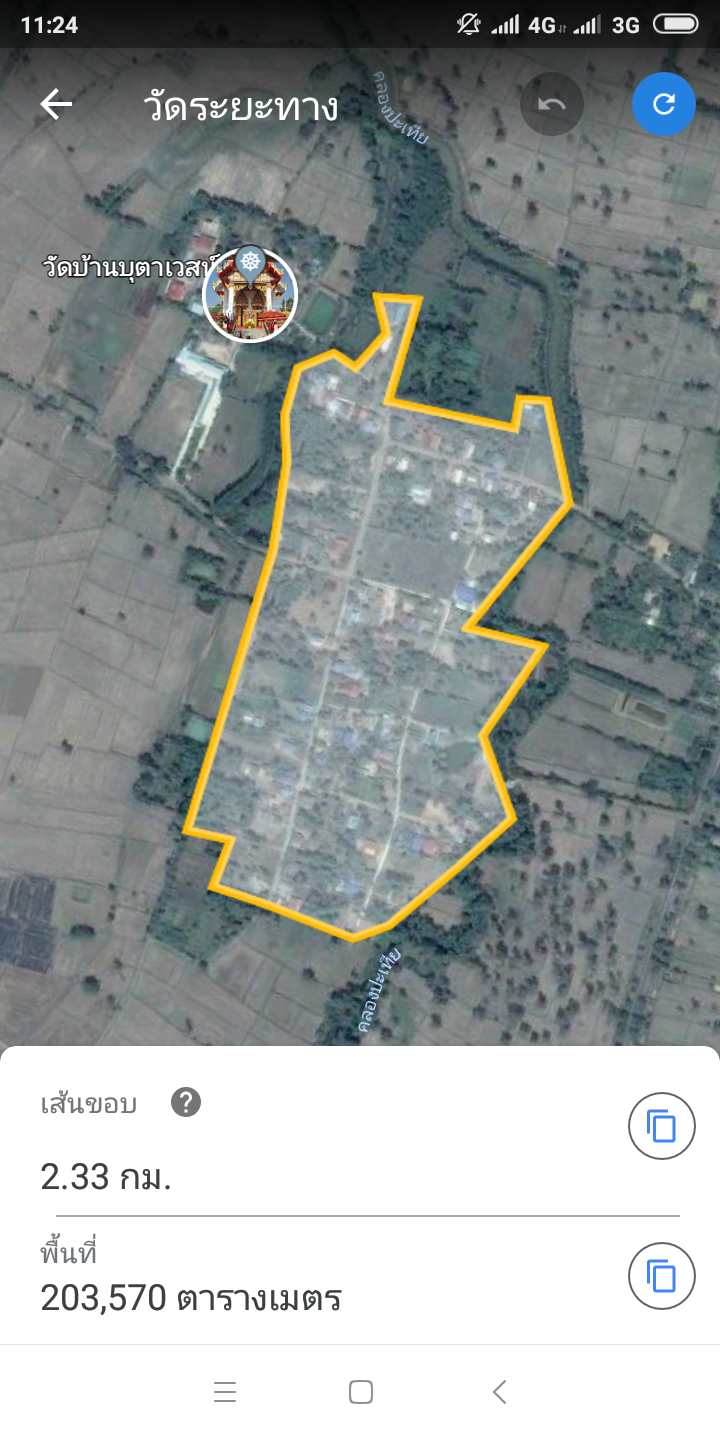 11:24
4G
3G
วัดระยะทาง
คลองปะเทีย
วัดบ้านบุตาเวสน์
คลองปะเทีย
เส้นขอบ
2.33 กม.
พื้นที่
203,570 ตารางเมตร